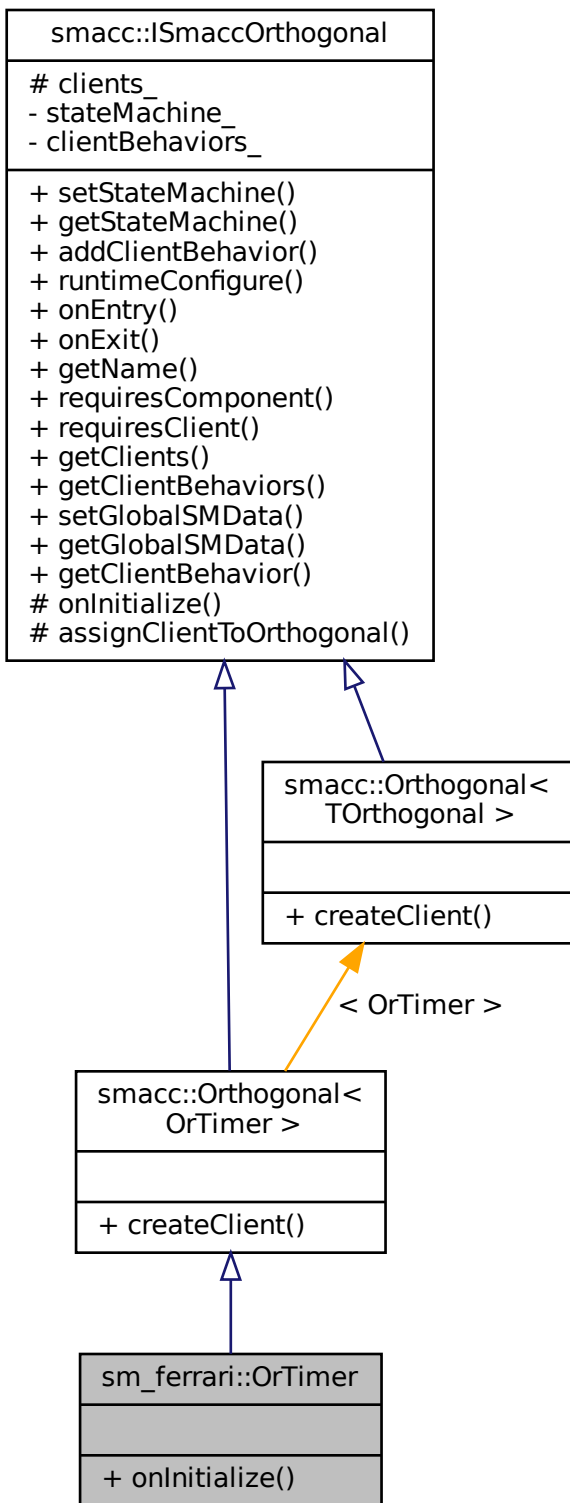 smacc::ISmaccOrthogonal
# clients_
- stateMachine_
- clientBehaviors_
+ setStateMachine()
+ getStateMachine()
+ addClientBehavior()
+ runtimeConfigure()
+ onEntry()
+ onExit()
+ getName()
+ requiresComponent()
+ requiresClient()
+ getClients()
+ getClientBehaviors()
+ setGlobalSMData()
+ getGlobalSMData()
+ getClientBehavior()
# onInitialize()
# assignClientToOrthogonal()
smacc::Orthogonal<
TOrthogonal >
+ createClient()
< OrTimer >
smacc::Orthogonal<
OrTimer >
+ createClient()
sm_ferrari::OrTimer
+ onInitialize()